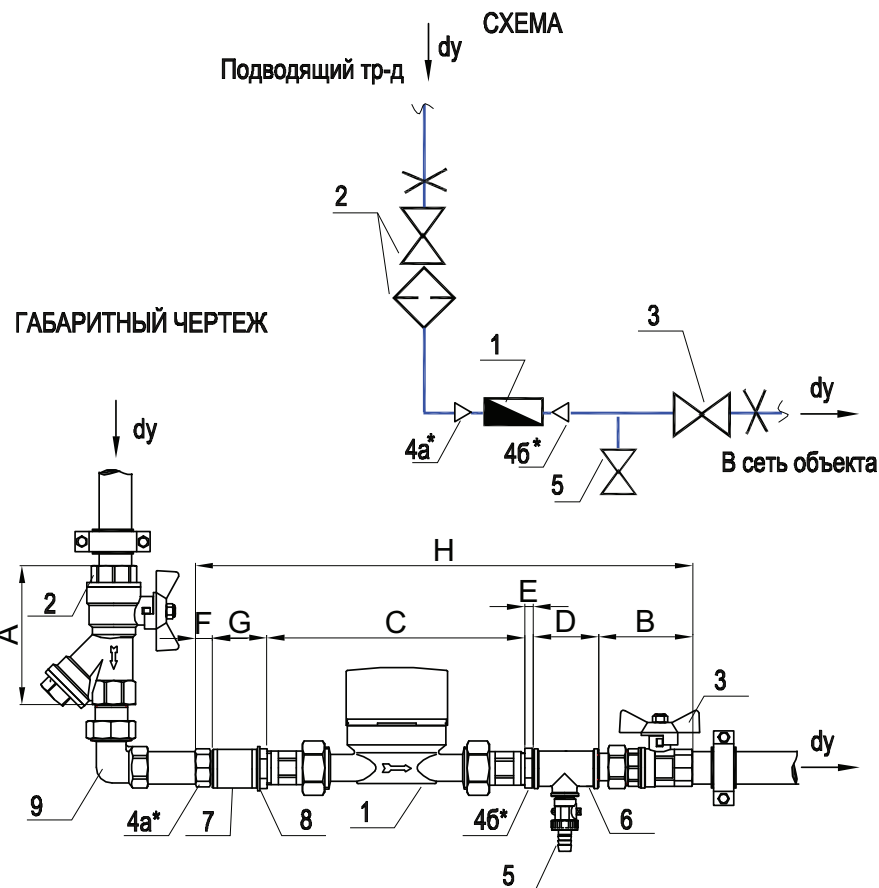 СХЕМА
dy
Подводящий тр-д
2
ГАБАРИТНЫЙ ЧЕРТЕЖ
1
3
dy
dy
4а*
4б*
В сеть объекта
5
H
2
E
A
F
G
C
D
B
3
dy
9
4а*
7
8
1
4б*
6
5